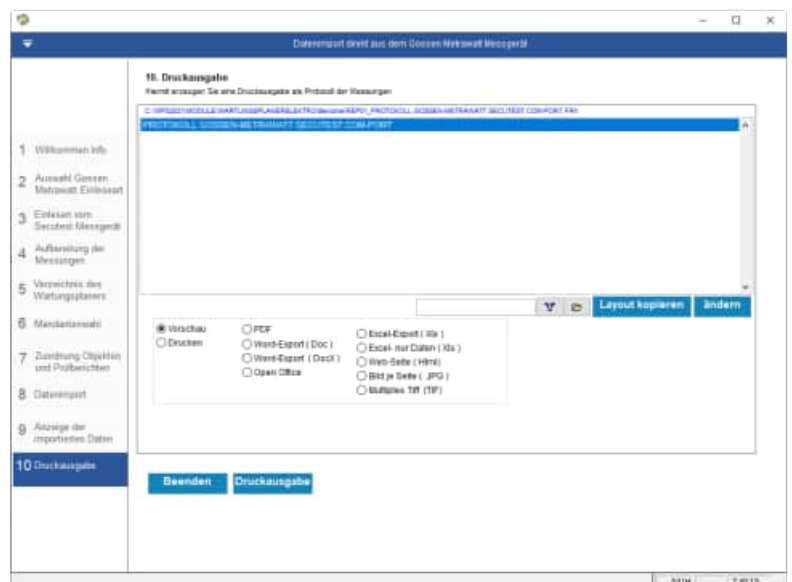 Datenimport direkt aus dem Gossen Metrawatt Messgerät
10. Druckausgabe
Hiermit erzeugen Sie eine Druckausgabe als Protokoll der Messungen
PROTOKOLL GOSSEN-METRAWATT SECUTEST COM-PORT
1 Willkommen Info
2 Auswahl Gossen
Metrawatt Einleseart
3 Einlesen vom
Secutest Messgerät
4 Aufbereitung der
Messungen
5 Verzeichnis des
Wartungsplaners
6 Mandantenwahl
7 Zuordnung Objekten
und Prüfberichten
8 Datenimport
9 Anzeige der
importierten Daten
10 Druckausgabe
Layout kopieren
ändern
Vorschau
Drucken
PDF
Word-Export ( Doc )
Word-Export ( DocX )
Open Office
Excel-Export ( Xls )
Excel- nur Daten ( Xls )
Web-Seite ( Html )
Bild je Seite ( .JPG )
Multiples Tiff (TIF)
Beenden
Druckausgabe